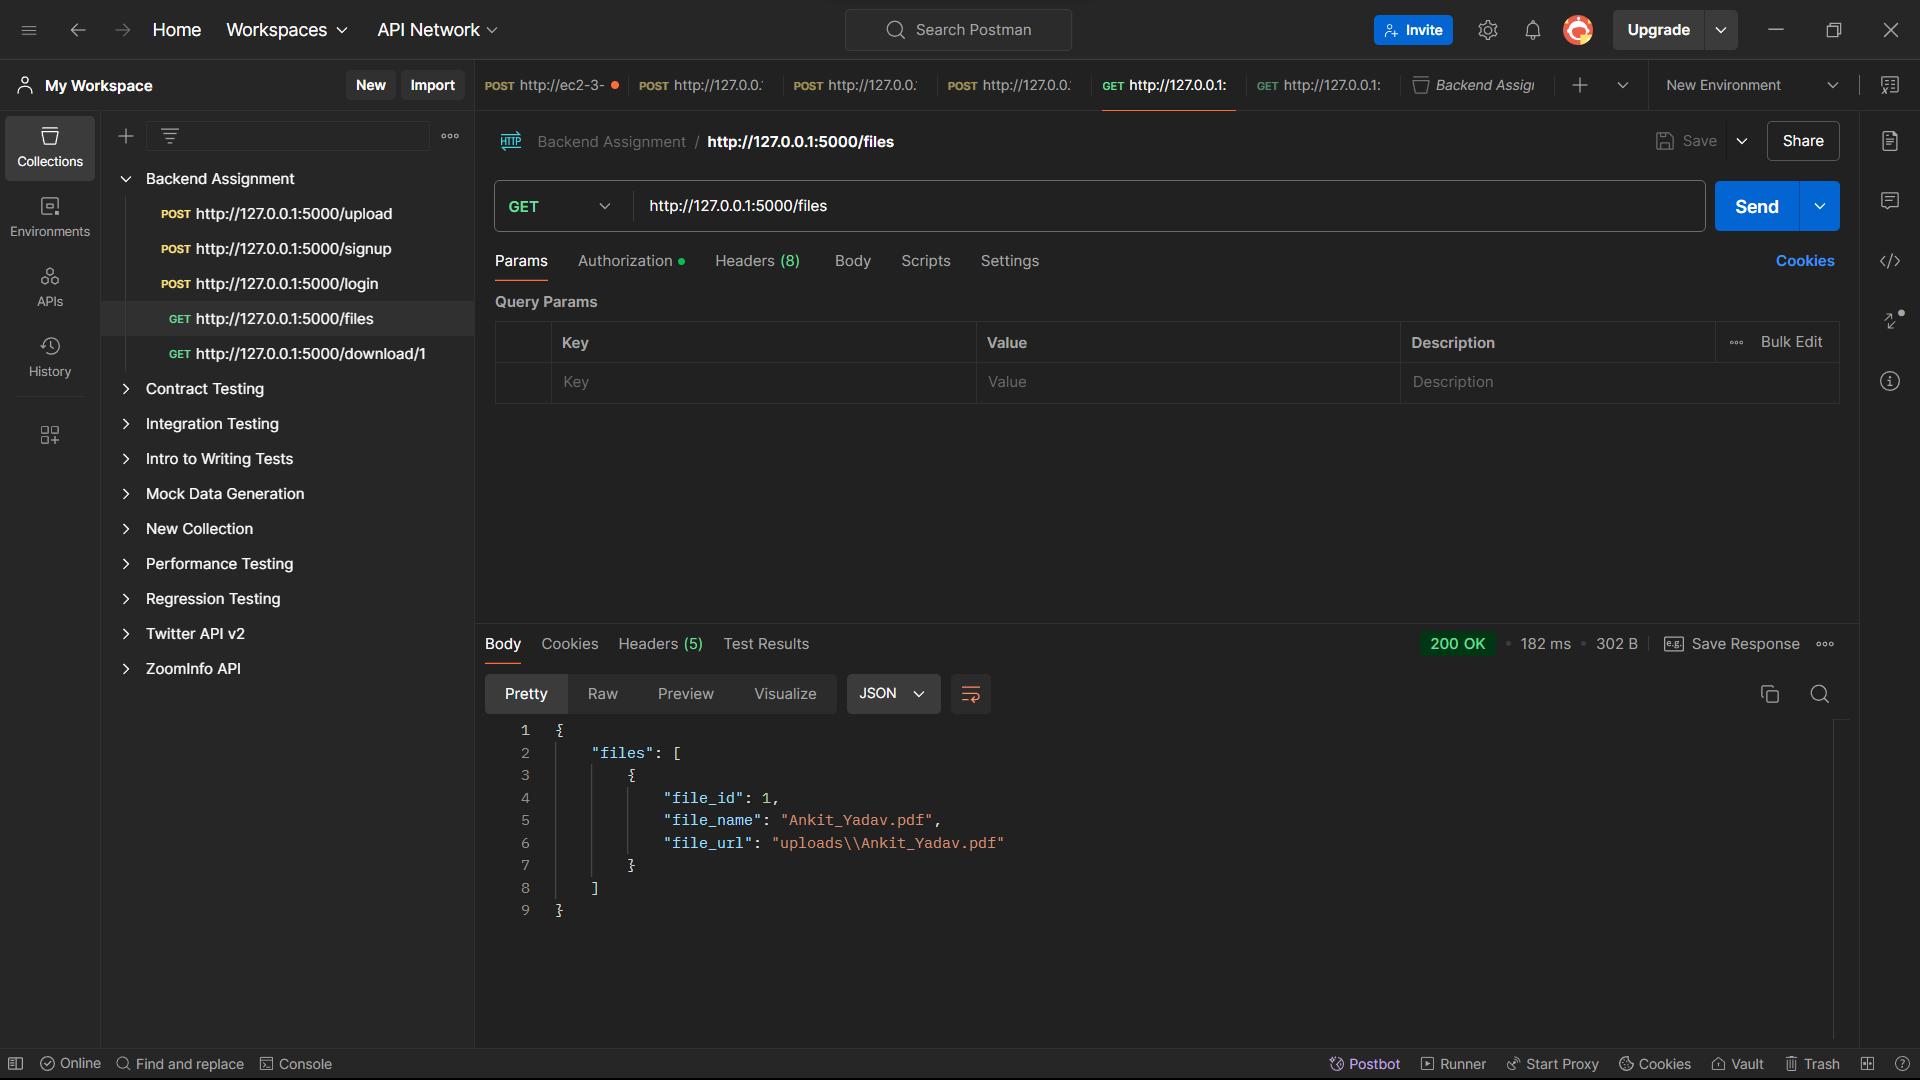 Home Workspaces API Network Search Postman Invite Upgrade
My Workspace New Import
POST http://ec2-3- POST http://127.0.0. POST http://127.0.0. POST http://127.0.0. GET http://127.0.0.1: GET http://127.0.0.1: Backend Assign New Environment
Collections
Environments
APIs
History
Backend Assignment
POST http://127.0.0.1:5000/upload
POST http://127.0.0.1:5000/signup
POST http://127.0.0.1:5000/login
GET http://127.0.0.1:5000/files
GET http://127.0.0.1:5000/download/1
Contract Testing
Integration Testing
Intro to Writing Tests
Mock Data Generation
New Collection
Performance Testing
Regression Testing
Twitter API v2
ZoomInfo API
HTTP Backend Assignment / http://127.0.0.1:5000/files Save Share
GET http://127.0.0.1:5000/files Send
Params Authorization Headers (8) Body Scripts Settings Cookies
Query Params
Key Value Description Bulk Edit
Key Value Description
Body Cookies Headers (5) Test Results 200 OK 182 ms 302 B e.g. Save Response
Pretty Raw Preview Visualize JSON
1 {
2 "files": [
3 {
4 "file_id": 1,
5 "file_name": "Ankit_Yadav.pdf",
6 "file_url": "uploads\\Ankit_Yadav.pdf"
7 }
8 ]
9 }
Online Find and replace Console Postbot Runner Start Proxy Cookies Vault Trash